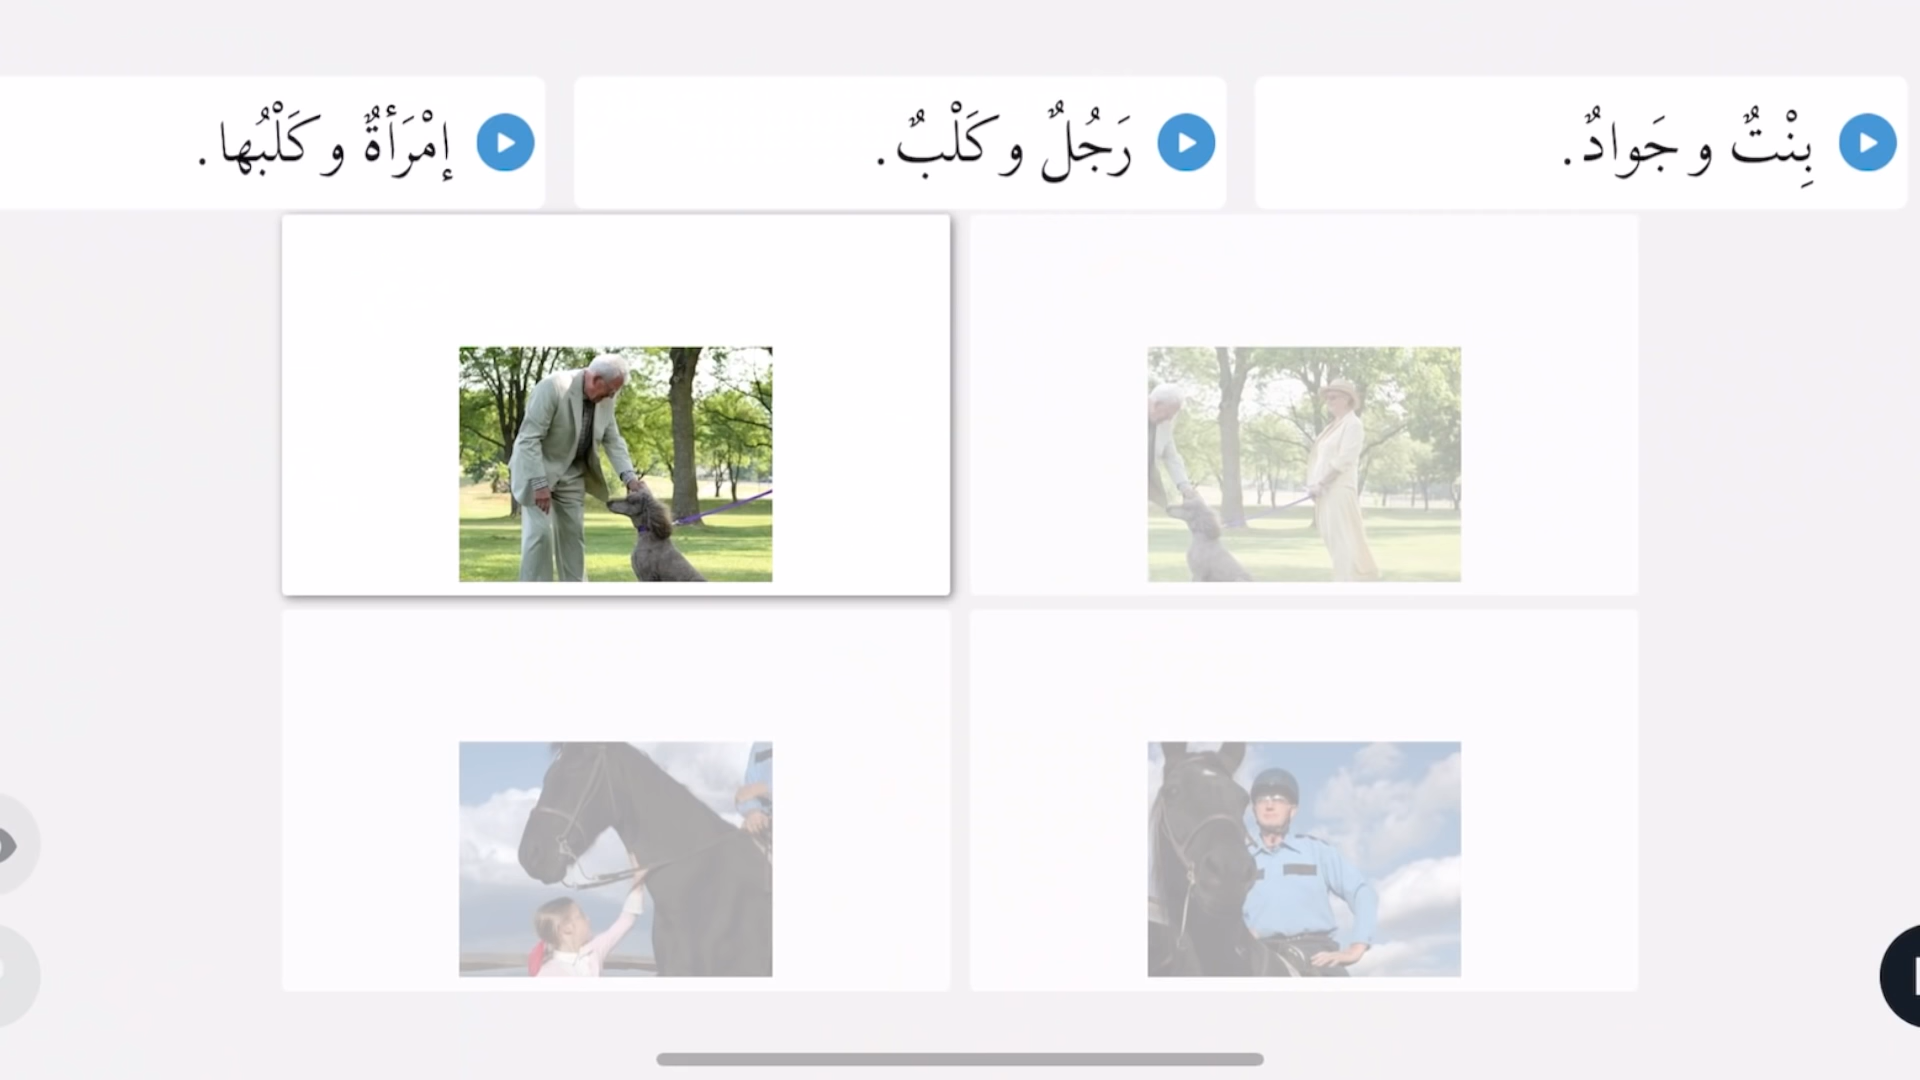 بِنْتٌ و جَوادٌ.
رَجُلٌ و كَلْبٌ.
إمْرَأةٌ و كَلْبُها.